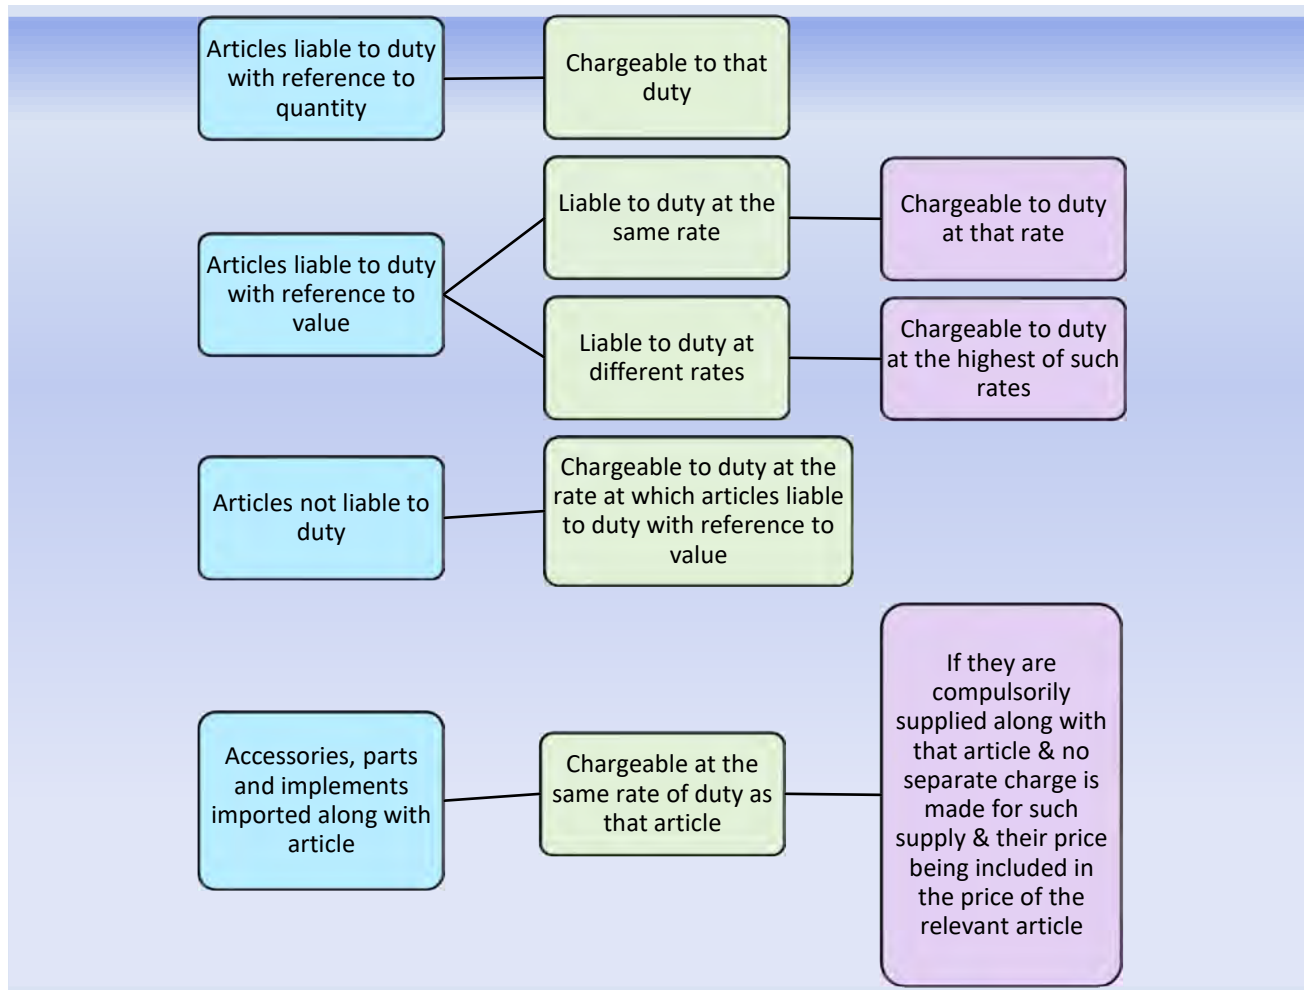 Articles liable to duty
with reference to
quantity
Chargeable to that
duty
Articles liable to duty
with reference to
value
Liable to duty at the
same rate
Chargeable to duty
at that rate
Liable to duty at
different rates
Chargeable to duty
at the highest of such
rates
Articles not liable to
duty
Chargeable to duty at the
rate at which articles liable
to duty with reference to
value
Accessories, parts
and implements
imported along with
article
Chargeable at the
same rate of duty as
that article
If they are
compulsorily
supplied along with
that article & no
separate charge is
made for such
supply & their price
being included in
the price of the
relevant article